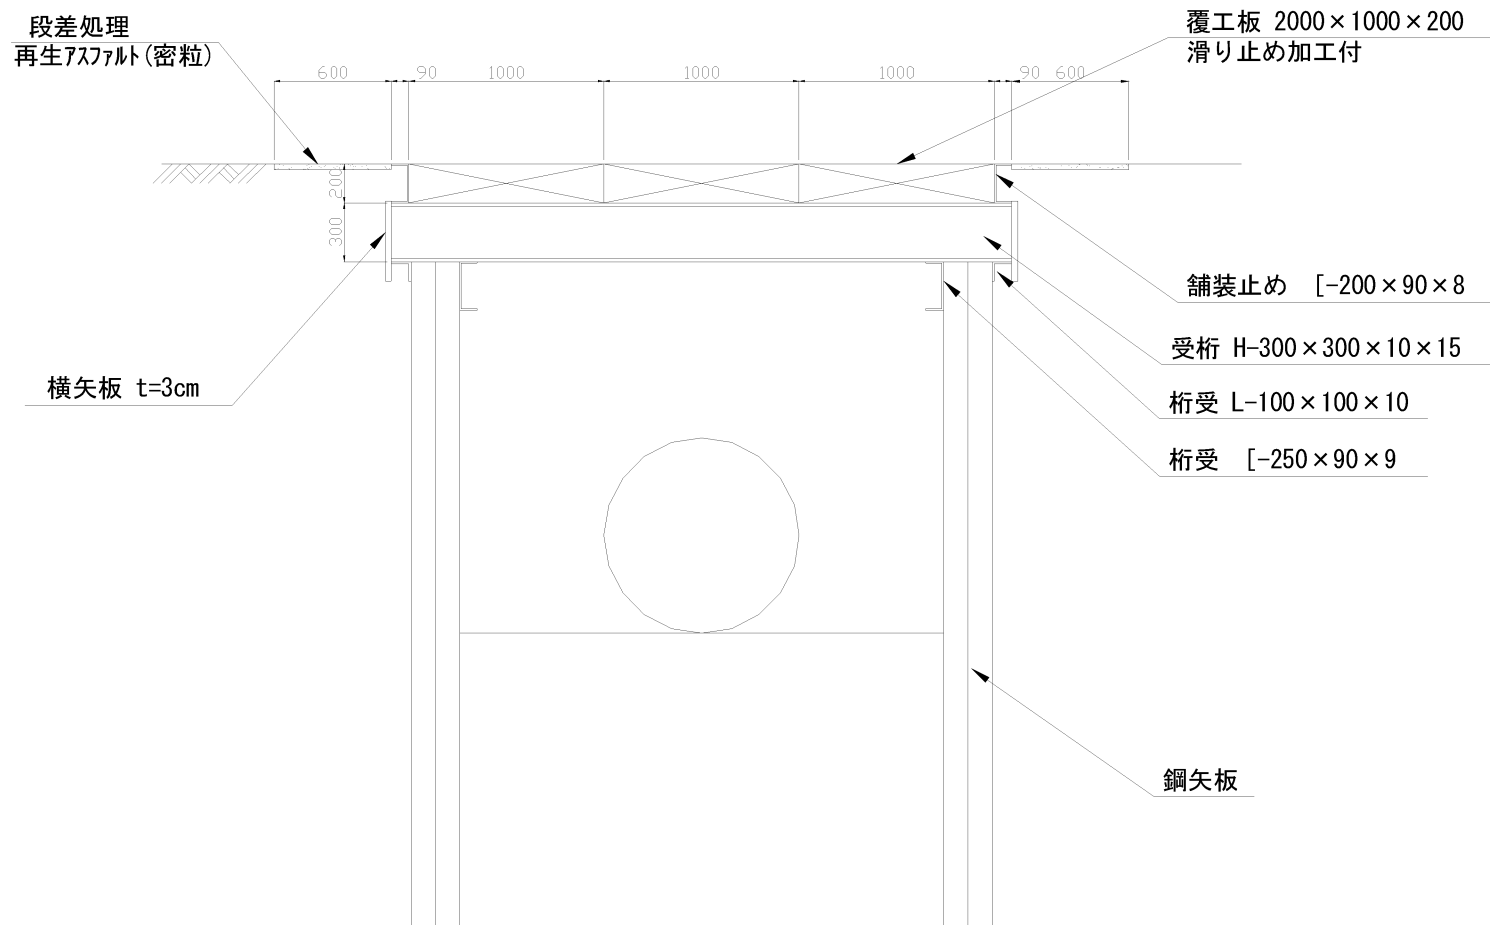 段差処理
再生アスファルト(密粒)
覆工板 2000×1000×200
滑り止め加工付
600
90
1000
1000
1000
90
600
200
300
舗装止め [-200×90×8
受桁 H-300×300×10×15
横矢板 t=3cm
桁受 L-100×100×10
桁受 [-250×90×9
鋼矢板